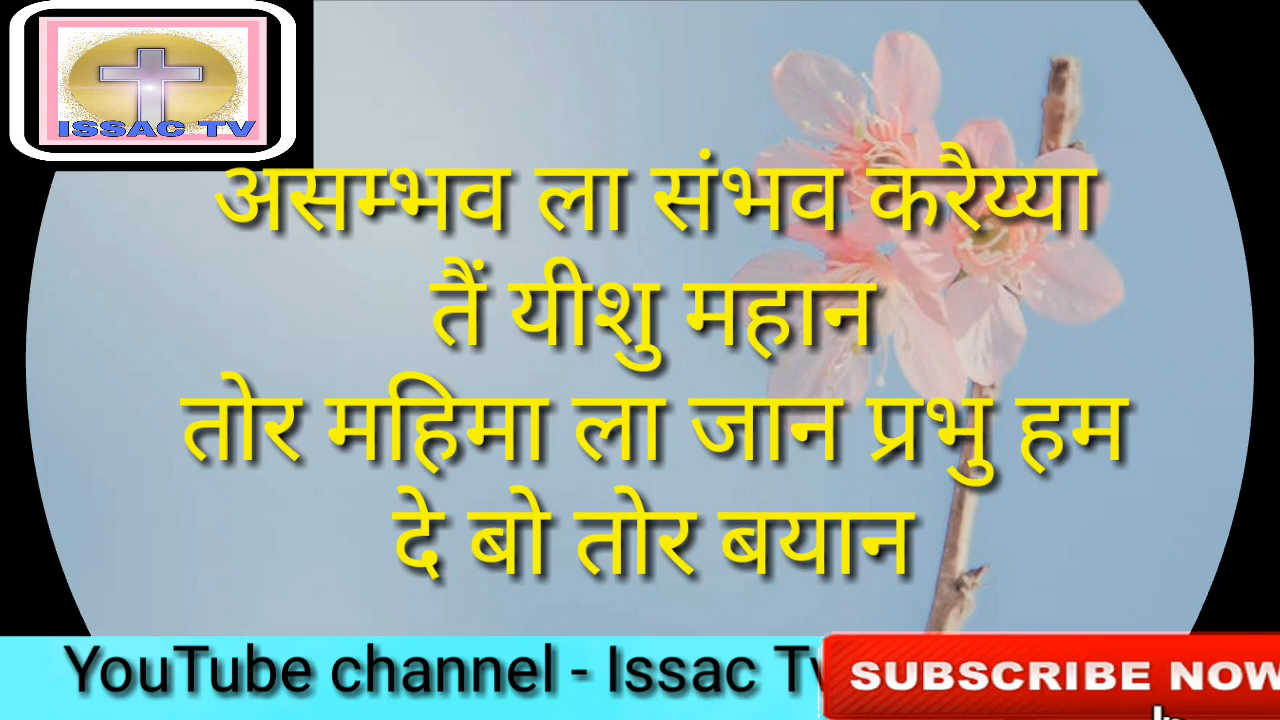 ISSAC TV
असम्भव ला संभव करैय्या
तैं यीशु महान
तोर महिमा ला जान प्रभु हम
दे बो तोर बयान
YouTube channel - Issac Tv
SUBSCRIBE NOW